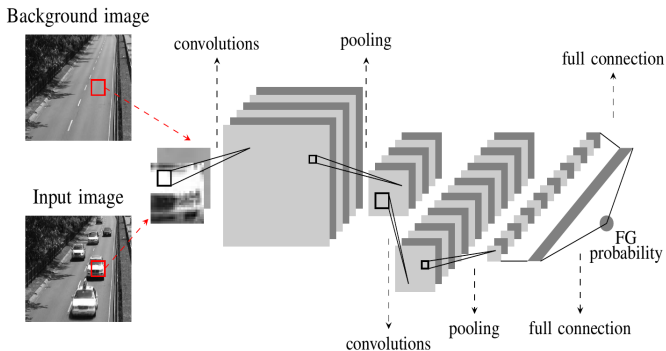 Background image
convolutions
pooling
full connection
Input image
FG
probability
convolutions
pooling
full connection